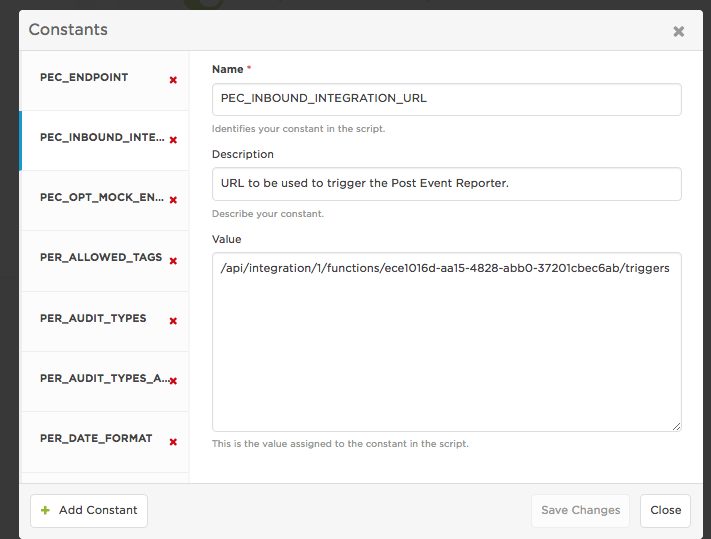 Constants
PEC_ENDPOINT
PEC_INBOUND_INTE...
PEC_OPT_MOCK_EN...
PER_ALLOWED_TAGS
PER_AUDIT_TYPES
PER_AUDIT_TYPES_A...
PER_DATE_FORMAT
Name *
PEC_INBOUND_INTEGRATION_URL
Identifies your constant in the script.
Description
URL to be used to trigger the Post Event Reporter.
Describe your constant.
Value
/api/integration/1/functions/ece1016d-aa15-4828-abb0-37201cbec6ab/triggers
This is the value assigned to the constant in the script.
+ Add Constant
Save Changes
Close